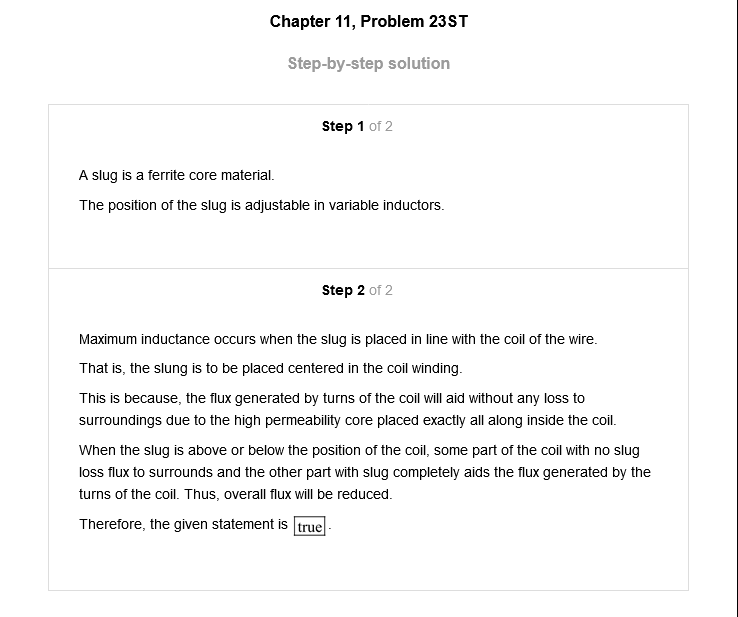 Chapter 11, Problem 23ST
Step-by-step solution
Step 1 of 2
A slug is a ferrite core material.
The position of the slug is adjustable in variable inductors.
Step 2 of 2
Maximum inductance occurs when the slug is placed in line with the coil of the wire.
That is, the slung is to be placed centered in the coil winding.
This is because, the flux generated by turns of the coil will aid without any loss to
surroundings due to the high permeability core placed exactly all along inside the coil.
When the slug is above or below the position of the coil, some part of the coil with no slug
loss flux to surrounds and the other part with slug completely aids the flux generated by the
turns of the coil. Thus, overall flux will be reduced.
Therefore, the given statement is true.